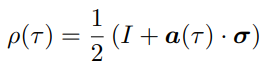 ρ(τ) = 1/2 (I + a(τ) · σ)